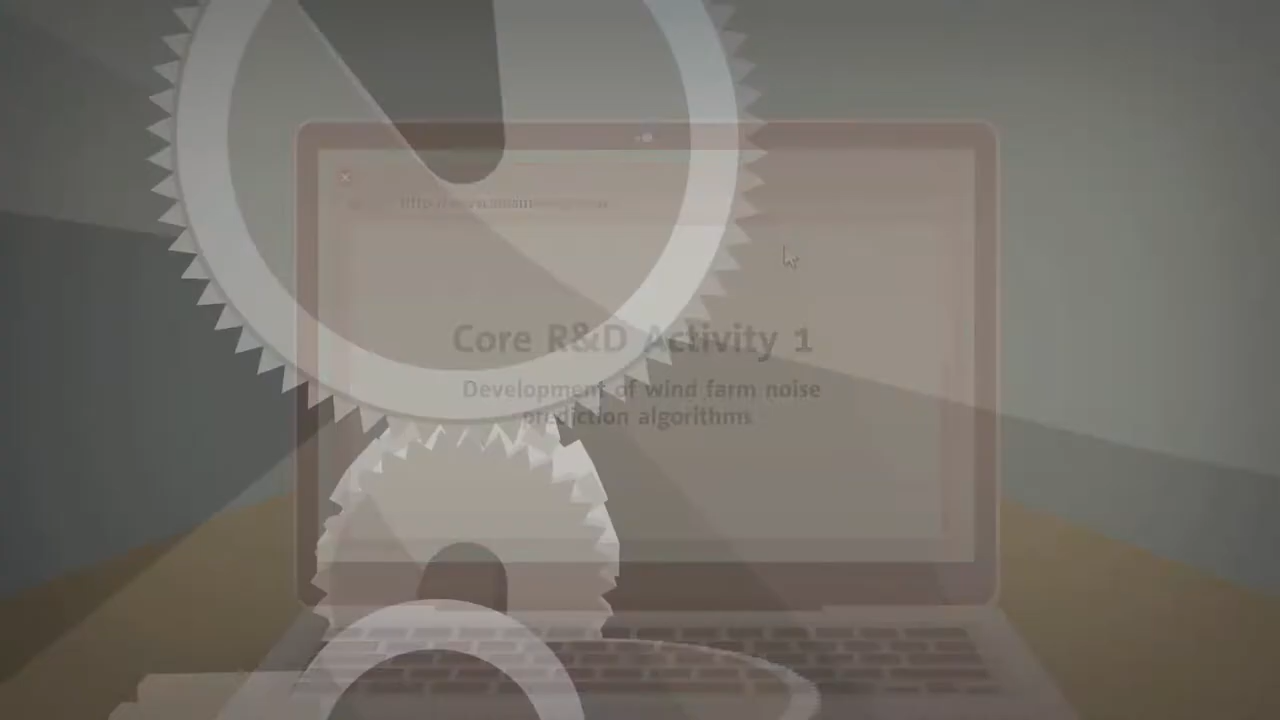 Core R&D Activity 1
Development of wind farm noise
prediction algorithms